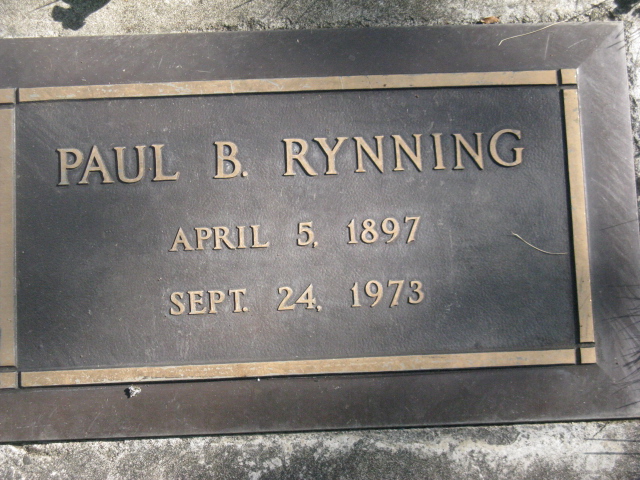 PAUL B. RYNNING
APRIL 5, 1897
SEPT. 24, 1973